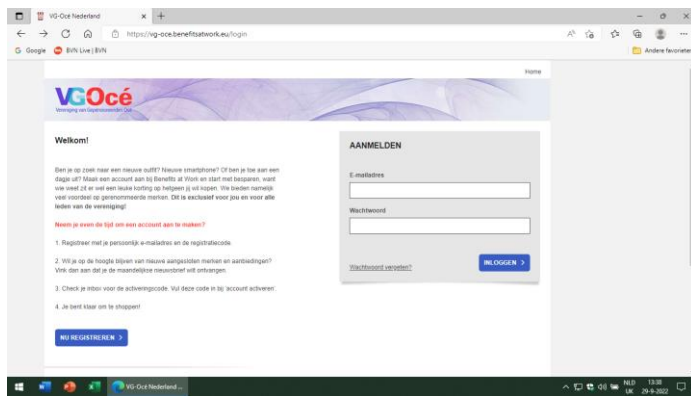 VG-Océ Nederland
https://vg-oce.benefitsatwork.eu/login
Google BVN Live | BVN Andere favorieten
Home
VGOcé
Vereniging van Gepensioneerden Océ
Welkom!
Ben je op zoek naar een nieuwe outfit? Nieuwe smartphone? Of ben je toe aan een
dagje uit? Maak een account aan bij Benefits at Work en start met besparen, want
wie weet zit er wel een leuke korting op hetgeen jij wil kopen. We bieden namelijk
veel voordeel op gerenommeerde merken. Dit is exclusief voor jou en voor alle
leden van de vereniging!
Neem je even de tijd om een account aan te maken?
1. Registreer met je persoonlijk e-mailadres en de registratiecode.
2. Wil je op de hoogte blijven van nieuwe aangesloten merken en aanbiedingen?
Vink dan aan dat je de maandelijkse nieuwsbrief wilt ontvangen.
3. Check je inbox voor de activeringscode. Vul deze code in bij 'account activeren'.
4. Je bent klaar om te shoppen!
NU REGISTREREN >
AANMELDEN
E-mailadres
Wachtwoord
Wachtwoord vergeten?
INLOGGEN >
VG-Océ Nederland ...
NLD 13:38
UK 29-9-2022